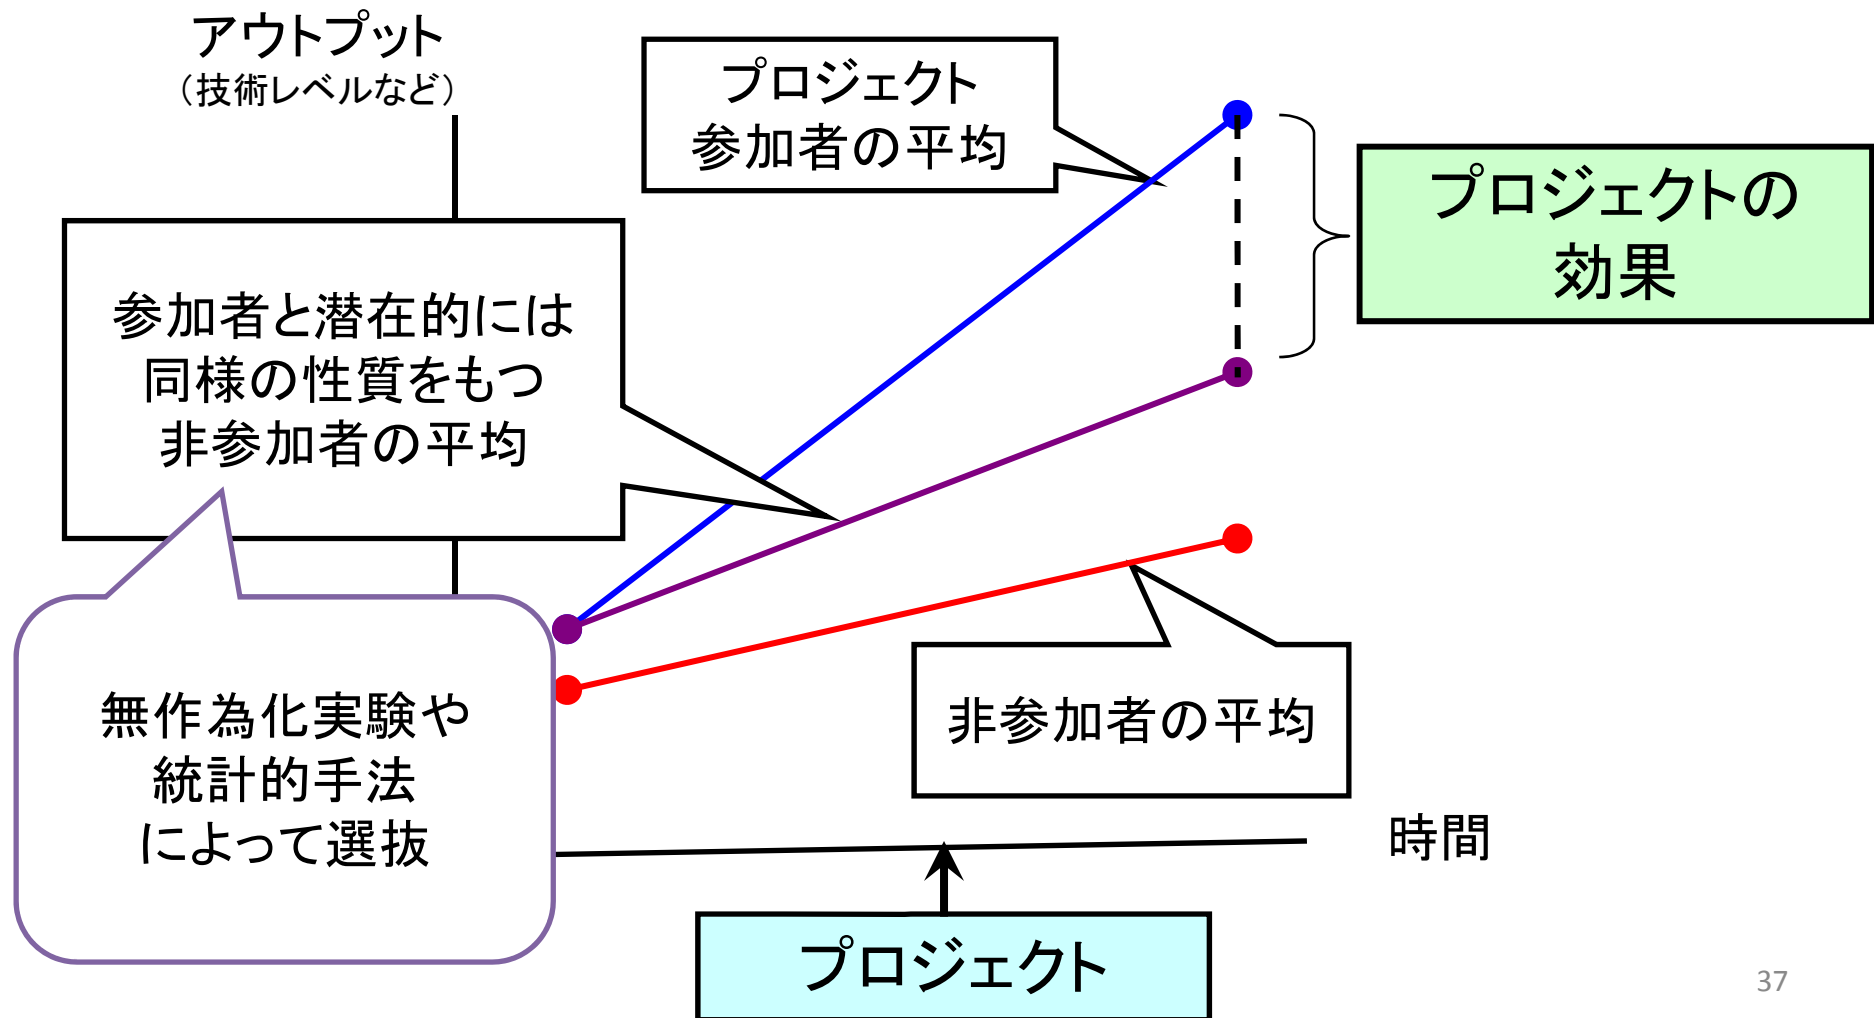 アウトプット
（技術レベルなど）
プロジェクト
参加者の平均
プロジェクトの
効果
参加者と潜在的には
同様の性質をもつ
非参加者の平均
無作為化実験や
統計的手法
によって選抜
非参加者の平均
時間
プロジェクト
37